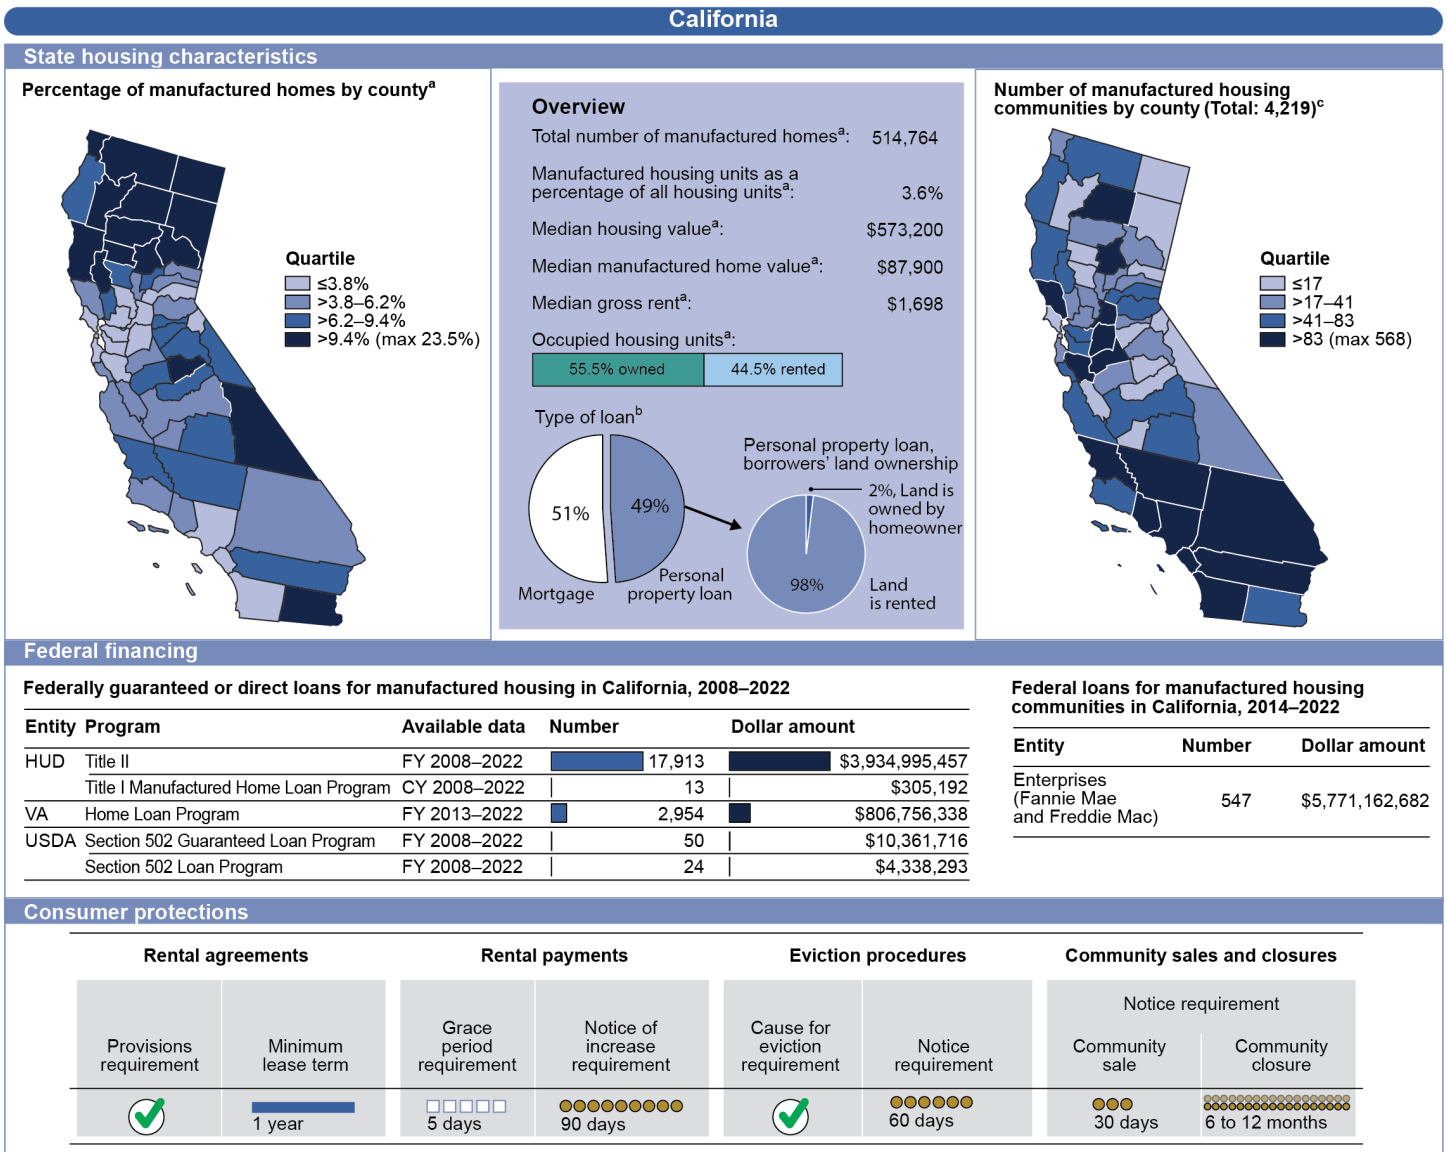 California
State housing characteristics
Percentage of manufactured homes by countyᵃ
Quartile
≤3.8%
>3.8–6.2%
>6.2–9.4%
>9.4% (max 23.5%)
Overview
Total number of manufactured homesᵃ: 514,764
Manufactured housing units as a
percentage of all housing unitsᵃ: 3.6%
Median housing valueᵃ: $573,200
Median manufactured home valueᵃ: $87,900
Median gross rentᵃ: $1,698
Occupied housing unitsᵃ:
55.5% owned 44.5% rented
Type of loanᵇ
51%
49%
Mortgage
Personal
property loan
Personal property loan,
borrowers’ land ownership
2%, Land is
owned by
homeowner
98%
Land
is rented
Number of manufactured housing
communities by county (Total: 4,219)ᶜ
Quartile
≤17
>17–41
>41–83
>83 (max 568)
Federal financing
Federally guaranteed or direct loans for manufactured housing in California, 2008–2022
Entity Program Available data Number Dollar amount
HUD Title II FY 2008–2022 17,913 $3,934,995,457
Title I Manufactured Home Loan Program CY 2008–2022 13 $305,192
VA Home Loan Program FY 2013–2022 2,954 $806,756,338
USDA Section 502 Guaranteed Loan Program FY 2008–2022 50 $10,361,716
Section 502 Loan Program FY 2008–2022 24 $4,338,293
Federal loans for manufactured housing
communities in California, 2014–2022
Entity Number Dollar amount
Enterprises
(Fannie Mae
and Freddie Mac) 547 $5,771,162,682
Consumer protections
Rental agreements
Provisions
requirement
Minimum
lease term
1 year
Rental payments
Grace
period
requirement
5 days
Notice of
increase
requirement
90 days
Eviction procedures
Cause for
eviction
requirement
Notice
requirement
60 days
Community sales and closures
Notice requirement
Community
sale
30 days
Community
closure
6 to 12 months